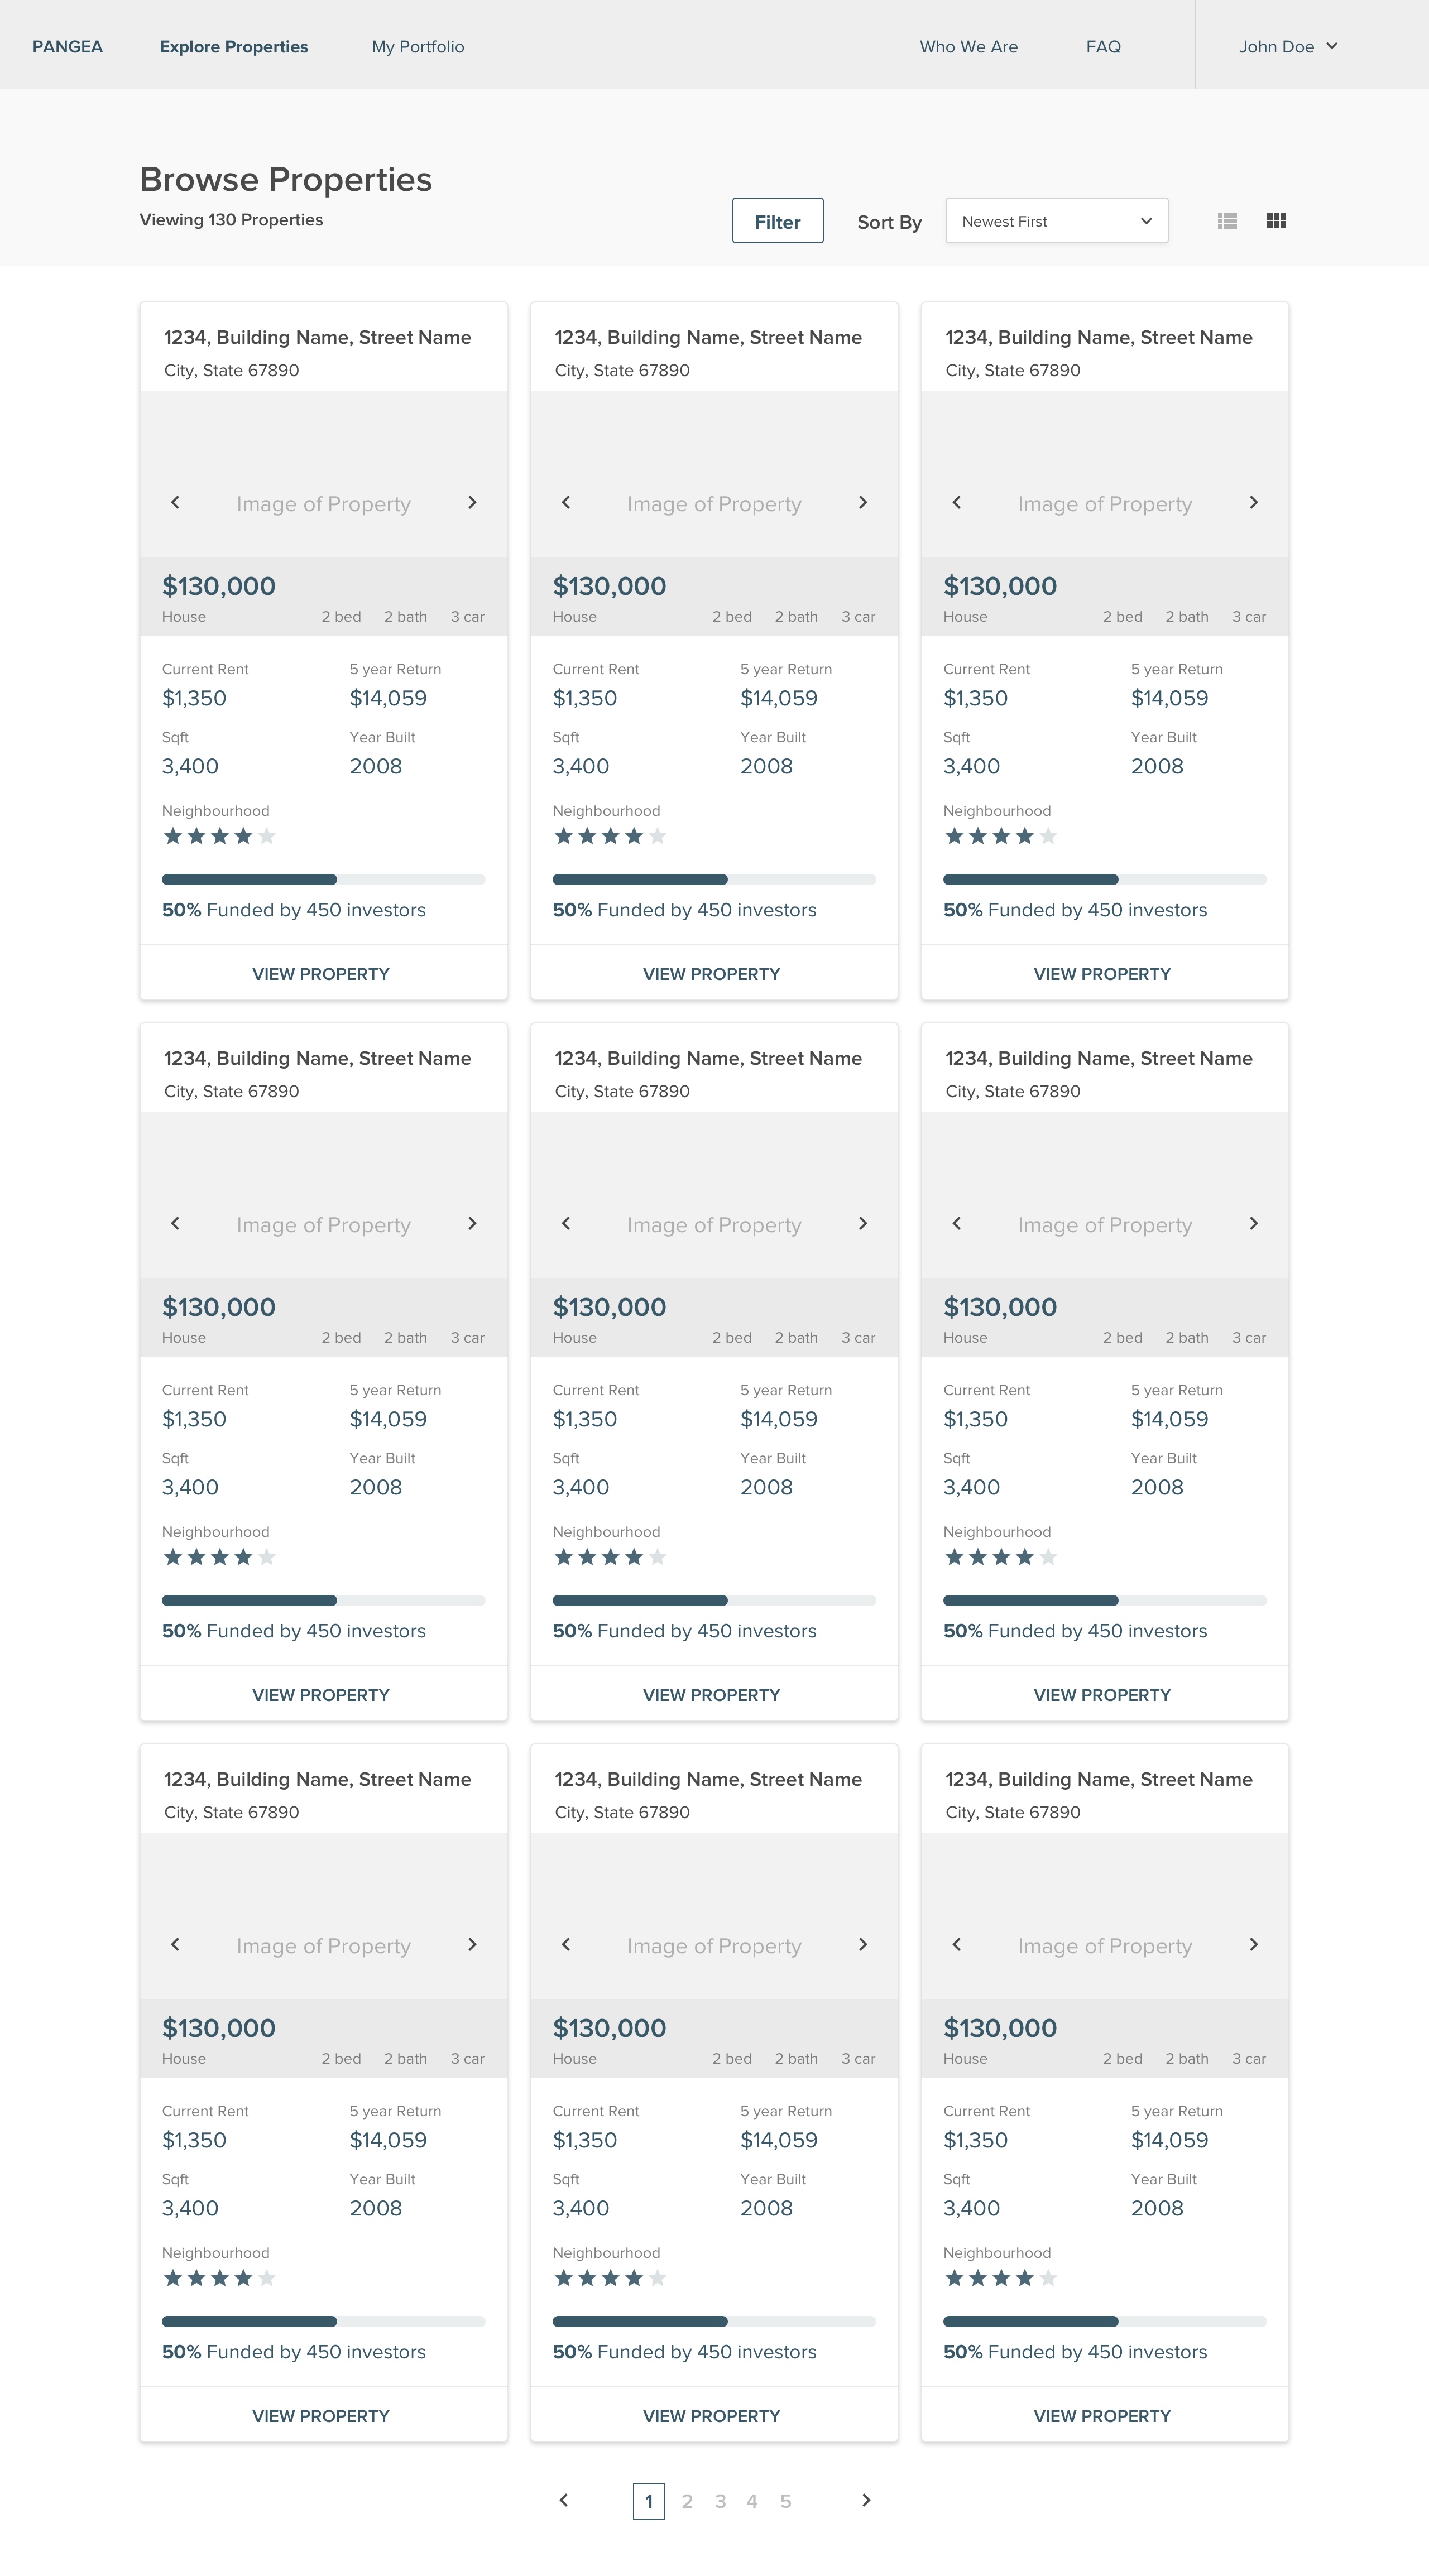 PANGEA Explore Properties My Portfolio Who We Are FAQ John Doe
Browse Properties
Viewing 130 Properties
Filter Sort By Newest First
1234, Building Name, Street Name
City, State 67890
Image of Property
$130,000
House 2 bed 2 bath 3 car
Current Rent 5 year Return
$1,350 $14,059
Sqft Year Built
3,400 2008
Neighbourhood
50% Funded by 450 investors
VIEW PROPERTY
1234, Building Name, Street Name
City, State 67890
Image of Property
$130,000
House 2 bed 2 bath 3 car
Current Rent 5 year Return
$1,350 $14,059
Sqft Year Built
3,400 2008
Neighbourhood
50% Funded by 450 investors
VIEW PROPERTY
1234, Building Name, Street Name
City, State 67890
Image of Property
$130,000
House 2 bed 2 bath 3 car
Current Rent 5 year Return
$1,350 $14,059
Sqft Year Built
3,400 2008
Neighbourhood
50% Funded by 450 investors
VIEW PROPERTY
1234, Building Name, Street Name
City, State 67890
Image of Property
$130,000
House 2 bed 2 bath 3 car
Current Rent 5 year Return
$1,350 $14,059
Sqft Year Built
3,400 2008
Neighbourhood
50% Funded by 450 investors
VIEW PROPERTY
1234, Building Name, Street Name
City, State 67890
Image of Property
$130,000
House 2 bed 2 bath 3 car
Current Rent 5 year Return
$1,350 $14,059
Sqft Year Built
3,400 2008
Neighbourhood
50% Funded by 450 investors
VIEW PROPERTY
1234, Building Name, Street Name
City, State 67890
Image of Property
$130,000
House 2 bed 2 bath 3 car
Current Rent 5 year Return
$1,350 $14,059
Sqft Year Built
3,400 2008
Neighbourhood
50% Funded by 450 investors
VIEW PROPERTY
1234, Building Name, Street Name
City, State 67890
Image of Property
$130,000
House 2 bed 2 bath 3 car
Current Rent 5 year Return
$1,350 $14,059
Sqft Year Built
3,400 2008
Neighbourhood
50% Funded by 450 investors
VIEW PROPERTY
1234, Building Name, Street Name
City, State 67890
Image of Property
$130,000
House 2 bed 2 bath 3 car
Current Rent 5 year Return
$1,350 $14,059
Sqft Year Built
3,400 2008
Neighbourhood
50% Funded by 450 investors
VIEW PROPERTY
1234, Building Name, Street Name
City, State 67890
Image of Property
$130,000
House 2 bed 2 bath 3 car
Current Rent 5 year Return
$1,350 $14,059
Sqft Year Built
3,400 2008
Neighbourhood
50% Funded by 450 investors
VIEW PROPERTY
1 2 3 4 5